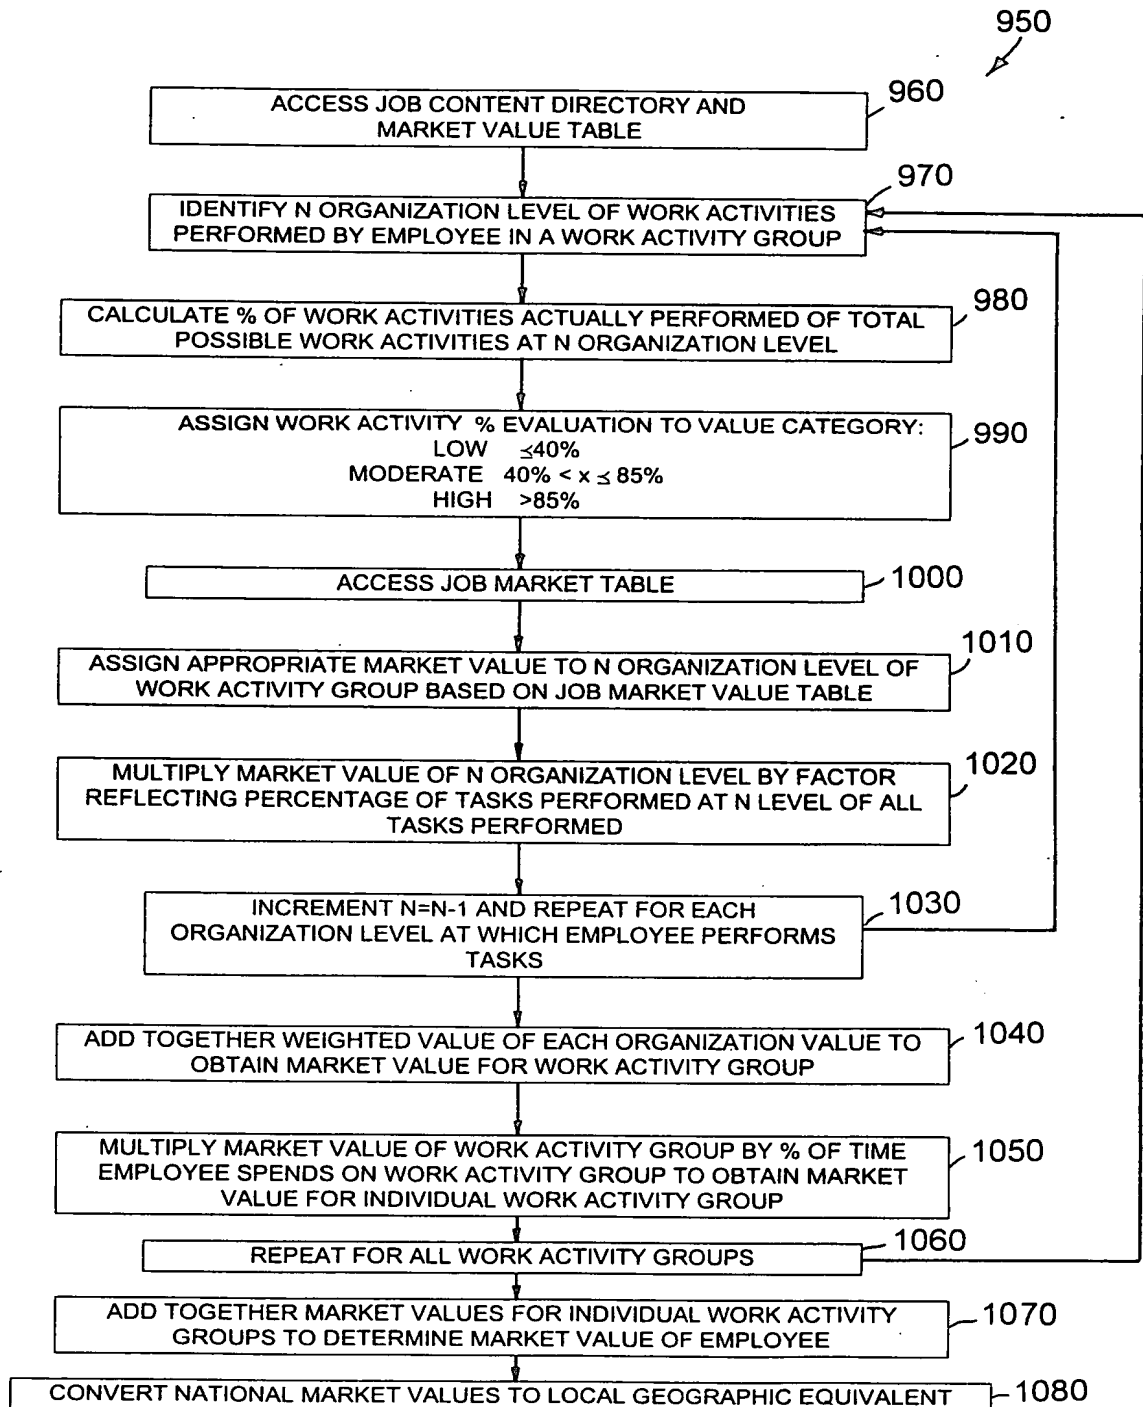 950
ACCESS JOB CONTENT DIRECTORY AND
MARKET VALUE TABLE
960
IDENTIFY N ORGANIZATION LEVEL OF WORK ACTIVITIES
PERFORMED BY EMPLOYEE IN A WORK ACTIVITY GROUP
970
CALCULATE % OF WORK ACTIVITIES ACTUALLY PERFORMED OF TOTAL
POSSIBLE WORK ACTIVITIES AT N ORGANIZATION LEVEL
980
ASSIGN WORK ACTIVITY % EVALUATION TO VALUE CATEGORY:
LOW ≤40%
MODERATE 40% < x ≤ 85%
HIGH >85%
990
ACCESS JOB MARKET TABLE
1000
ASSIGN APPROPRIATE MARKET VALUE TO N ORGANIZATION LEVEL OF
WORK ACTIVITY GROUP BASED ON JOB MARKET VALUE TABLE
1010
MULTIPLY MARKET VALUE OF N ORGANIZATION LEVEL BY FACTOR
REFLECTING PERCENTAGE OF TASKS PERFORMED AT N LEVEL OF ALL
TASKS PERFORMED
1020
INCREMENT N=N-1 AND REPEAT FOR EACH
ORGANIZATION LEVEL AT WHICH EMPLOYEE PERFORMS
TASKS
1030
ADD TOGETHER WEIGHTED VALUE OF EACH ORGANIZATION VALUE TO
OBTAIN MARKET VALUE FOR WORK ACTIVITY GROUP
1040
MULTIPLY MARKET VALUE OF WORK ACTIVITY GROUP BY % OF TIME
EMPLOYEE SPENDS ON WORK ACTIVITY GROUP TO OBTAIN MARKET
VALUE FOR INDIVIDUAL WORK ACTIVITY GROUP
1050
REPEAT FOR ALL WORK ACTIVITY GROUPS
1060
ADD TOGETHER MARKET VALUES FOR INDIVIDUAL WORK ACTIVITY
GROUPS TO DETERMINE MARKET VALUE OF EMPLOYEE
1070
CONVERT NATIONAL MARKET VALUES TO LOCAL GEOGRAPHIC EQUIVALENT
1080